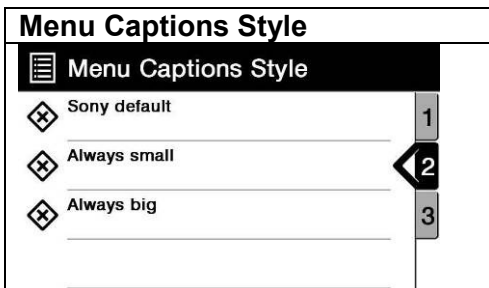 Menu Captions Style
Menu Captions Style
Sony default
1
Always small
2
Always big
3